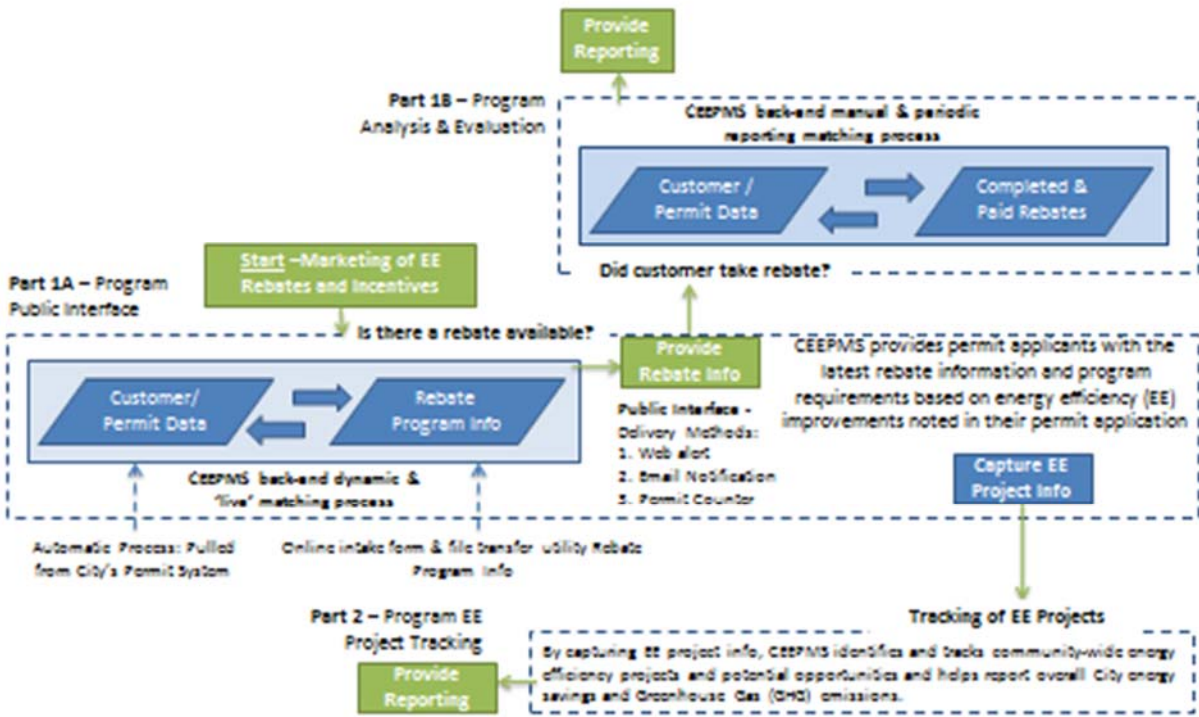 Provide
Reporting
Part 1B – Program
Analysis & Evaluation
CEEPMS back-end manual & periodic
reporting matching process
Customer /
Permit Data
Completed &
Paid Rebates
Did customer take rebate?
Start –Marketing of EE
Rebates and Incentives
Part 1A – Program
Public Interface
Is there a rebate available?
Customer/
Permit Data
Rebate
Program Info
CEEPMS back-end dynamic &
"live" matching process
Provide
Rebate Info
Public Interface -
Delivery Methods:
1. Web alert
2. Email Notification
3. Permit Counter
CEEPMS provides permit applicants with the
latest rebate information and program
requirements based on energy efficiency (EE)
improvements noted in their permit application
Capture EE
Project Info
Automatic Process: Pulled
from City's Permit System
Online intake form & file transfer utility Rebate
Program Info
Part 2 – Program EE
Project Tracking
Tracking of EE Projects
Provide
Reporting
By capturing EE project info, CEEPMS identifies and tracks community-wide energy
efficiency projects and potential opportunities and helps report overall City energy
savings and Greenhouse Gas (GHG) emissions.